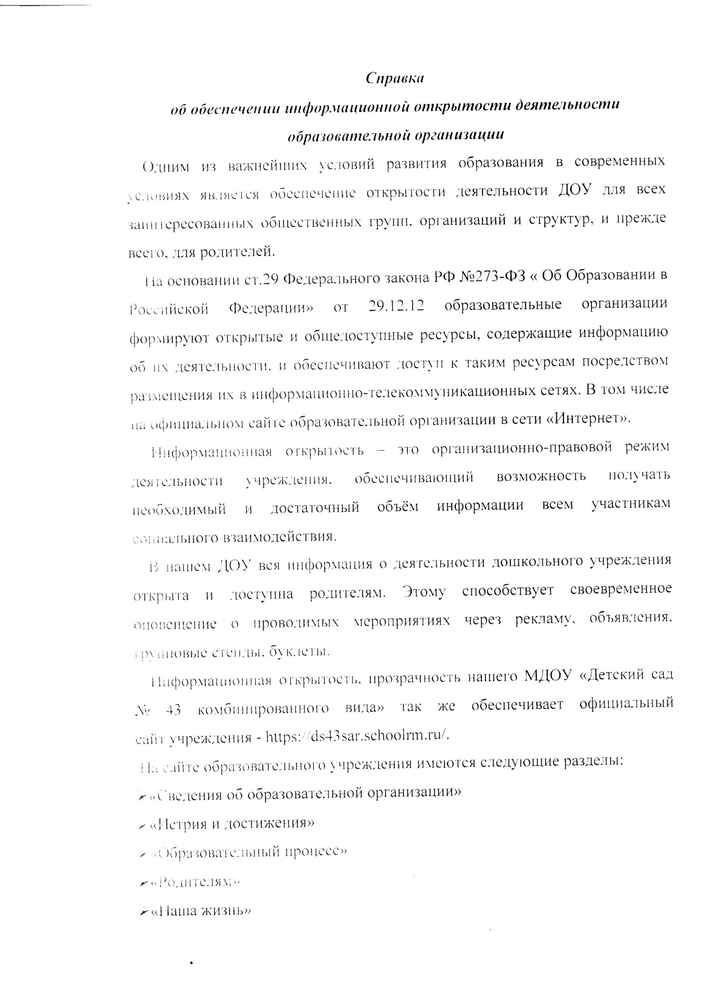 Справка
об обеспечении информационной открытости деятельности
образовательной организации
Одним из важнейших условий развития образования в современных
условиях является обеспечение открытости деятельности ДОУ для всех
заинтересованных общественных групп, организаций и структур, и прежде
всего, для родителей.
На основании ст.29 Федерального закона РФ №273-ФЗ « Об Образовании в
Российской Федерации» от 29.12.12 образовательные организации
формируют открытые и общедоступные ресурсы, содержащие информацию
об их деятельности, и обеспечивают доступ к таким ресурсам посредством
размещения их в информационно-телекоммуникационных сетях. В том числе
на официальном сайте образовательной организации в сети «Интернет».
Информационная открытость – это организационно-правовой режим
деятельности учреждения, обеспечивающий возможность получать
необходимый и достаточный объём информации всем участникам
социального взаимодействия.
В нашем ДОУ вся информация о деятельности дошкольного учреждения
открыта и доступна родителям. Этому способствует своевременное
оповещение о проводимых мероприятиях через рекламу, объявления,
групповые стенды, буклеты.
Информационная открытость, прозрачность нашего МДОУ «Детский сад
№ 43 комбинированного вида» так же обеспечивает официальный
сайт учреждения - https://ds43sar.schoolrm.ru/.
На сайте образовательного учреждения имеются следующие разделы:
➢ «Сведения об образовательной организации»
➢ «Истрия и достижения»
➢ «Образовательный процесс»
➢ «Родителям»
➢ «Наша жизнь»